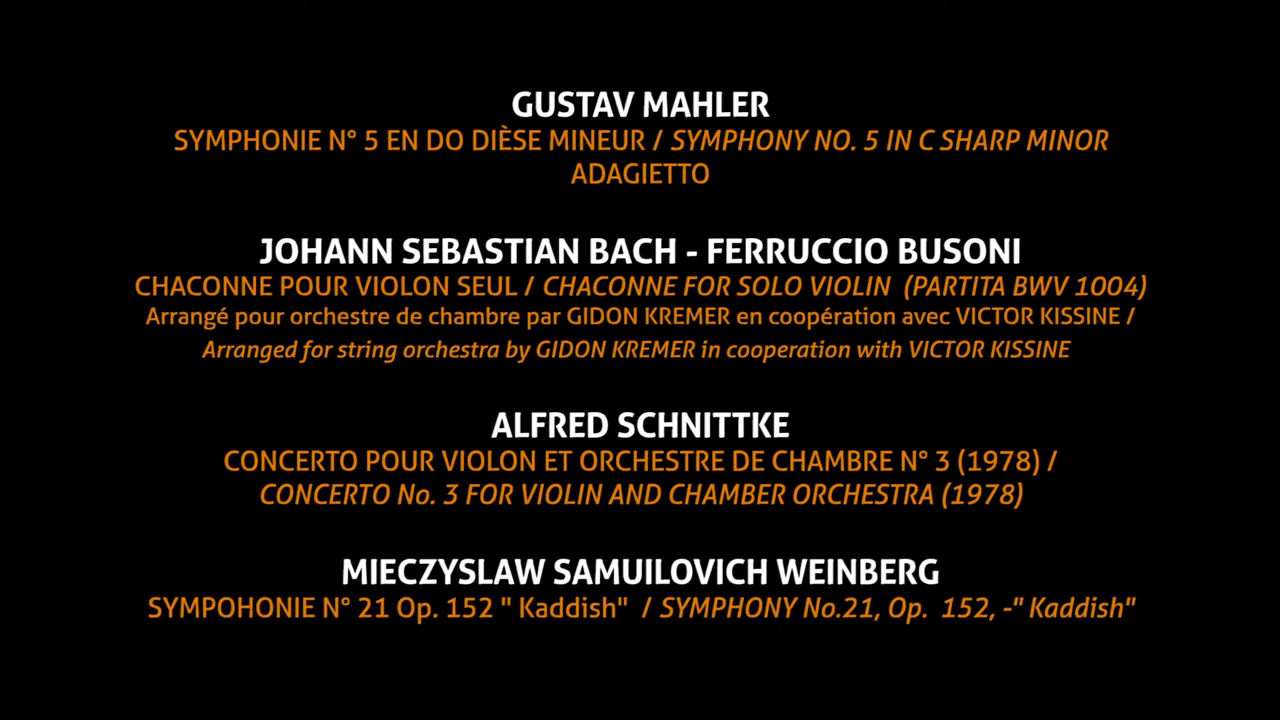 GUSTAV MAHLER
SYMPHONIE N° 5 EN DO DIÈSE MINEUR / SYMPHONY NO. 5 IN C SHARP MINOR
ADAGIETTO
JOHANN SEBASTIAN BACH - FERRUCCIO BUSONI
CHACONNE POUR VIOLON SEUL / CHACONNE FOR SOLO VIOLIN (PARTITA BWV 1004)
Arrangé pour orchestre de chambre par GIDON KREMER en coopération avec VICTOR KISSINE /
Arranged for string orchestra by GIDON KREMER in cooperation with VICTOR KISSINE
ALFRED SCHNITTKE
CONCERTO POUR VIOLON ET ORCHESTRE DE CHAMBRE N° 3 (1978) /
CONCERTO No. 3 FOR VIOLIN AND CHAMBER ORCHESTRA (1978)
MIECZYSLAW SAMUILOVICH WEINBERG
SYMPOHONIE N° 21 Op. 152 " Kaddish" / SYMPHONY No.21, Op. 152, -" Kaddish"